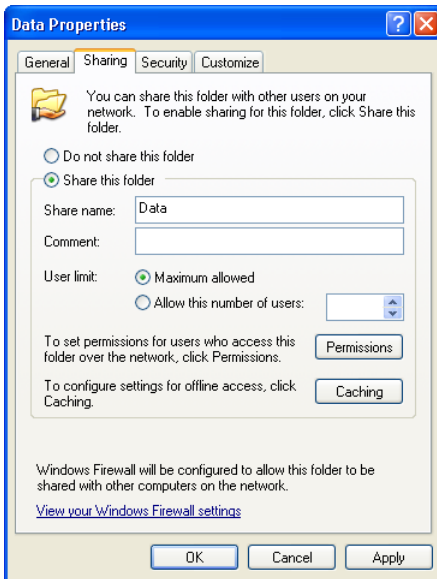 Data Properties
General Sharing Security Customize
You can share this folder with other users on your
network. To enable sharing for this folder, click Share this
folder.
Do not share this folder
Share this folder
Share name: Data
Comment:
User limit: Maximum allowed
Allow this number of users:
To set permissions for users who access this
folder over the network, click Permissions.
Permissions
To configure settings for offline access, click
Caching.
Caching
Windows Firewall will be configured to allow this folder to be
shared with other computers on the network.
View your Windows Firewall settings
OK Cancel Apply